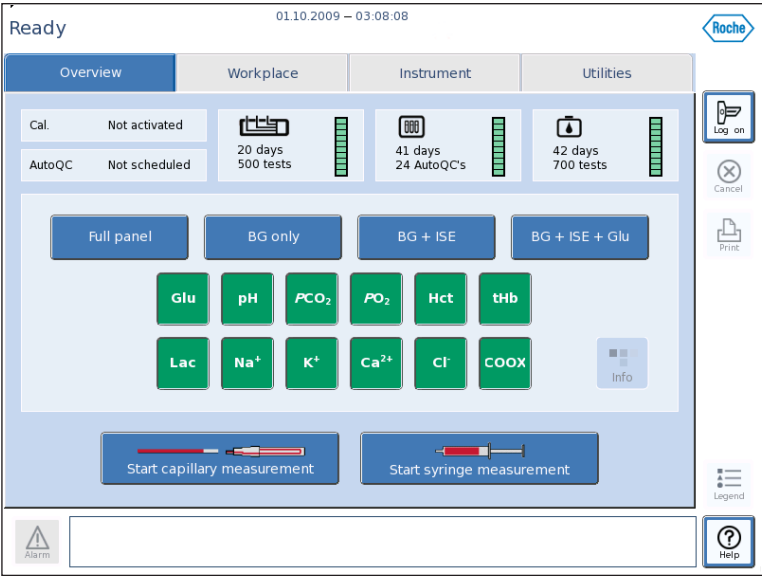 Ready
01.10.2009 – 03:08:08
Roche
Overview
Workplace
Instrument
Utilities
Cal. Not activated
AutoQC Not scheduled
20 days
500 tests
41 days
24 AutoQC's
42 days
700 tests
Log on
Cancel
Print
Full panel
BG only
BG + ISE
BG + ISE + Glu
Glu
pH
PCO₂
PO₂
Hct
tHb
Lac
Na⁺
K⁺
Ca²⁺
Cl⁻
COOX
Info
Start capillary measurement
Start syringe measurement
Legend
Alarm
Help